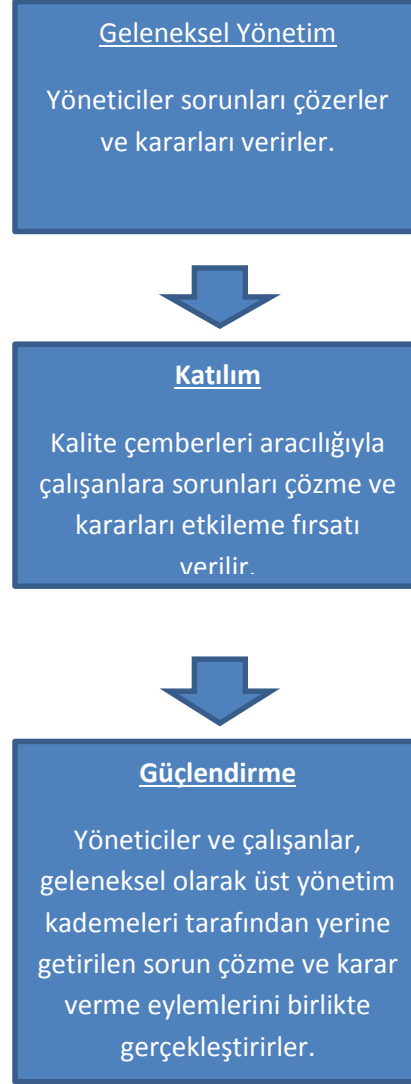 Geleneksel Yönetim
Yöneticiler sorunları çözerler
ve kararları verirler.
Katılım
Kalite çemberleri aracılığıyla
çalışanlara sorunları çözme ve
kararları etkileme fırsatı
verilir.
Güçlendirme
Yöneticiler ve çalışanlar,
geleneksel olarak üst yönetim
kademeleri tarafından yerine
getirilen sorun çözme ve karar
verme eylemlerini birlikte
gerçekleştirirler.